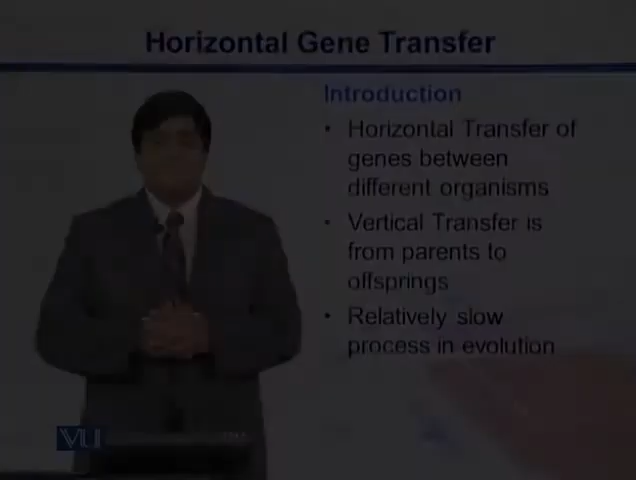 Horizontal Gene Transfer
Introduction
• Horizontal Transfer of
genes between
different organisms
• Vertical Transfer is
from parents to
offsprings
• Relatively slow
process in evolution
VU